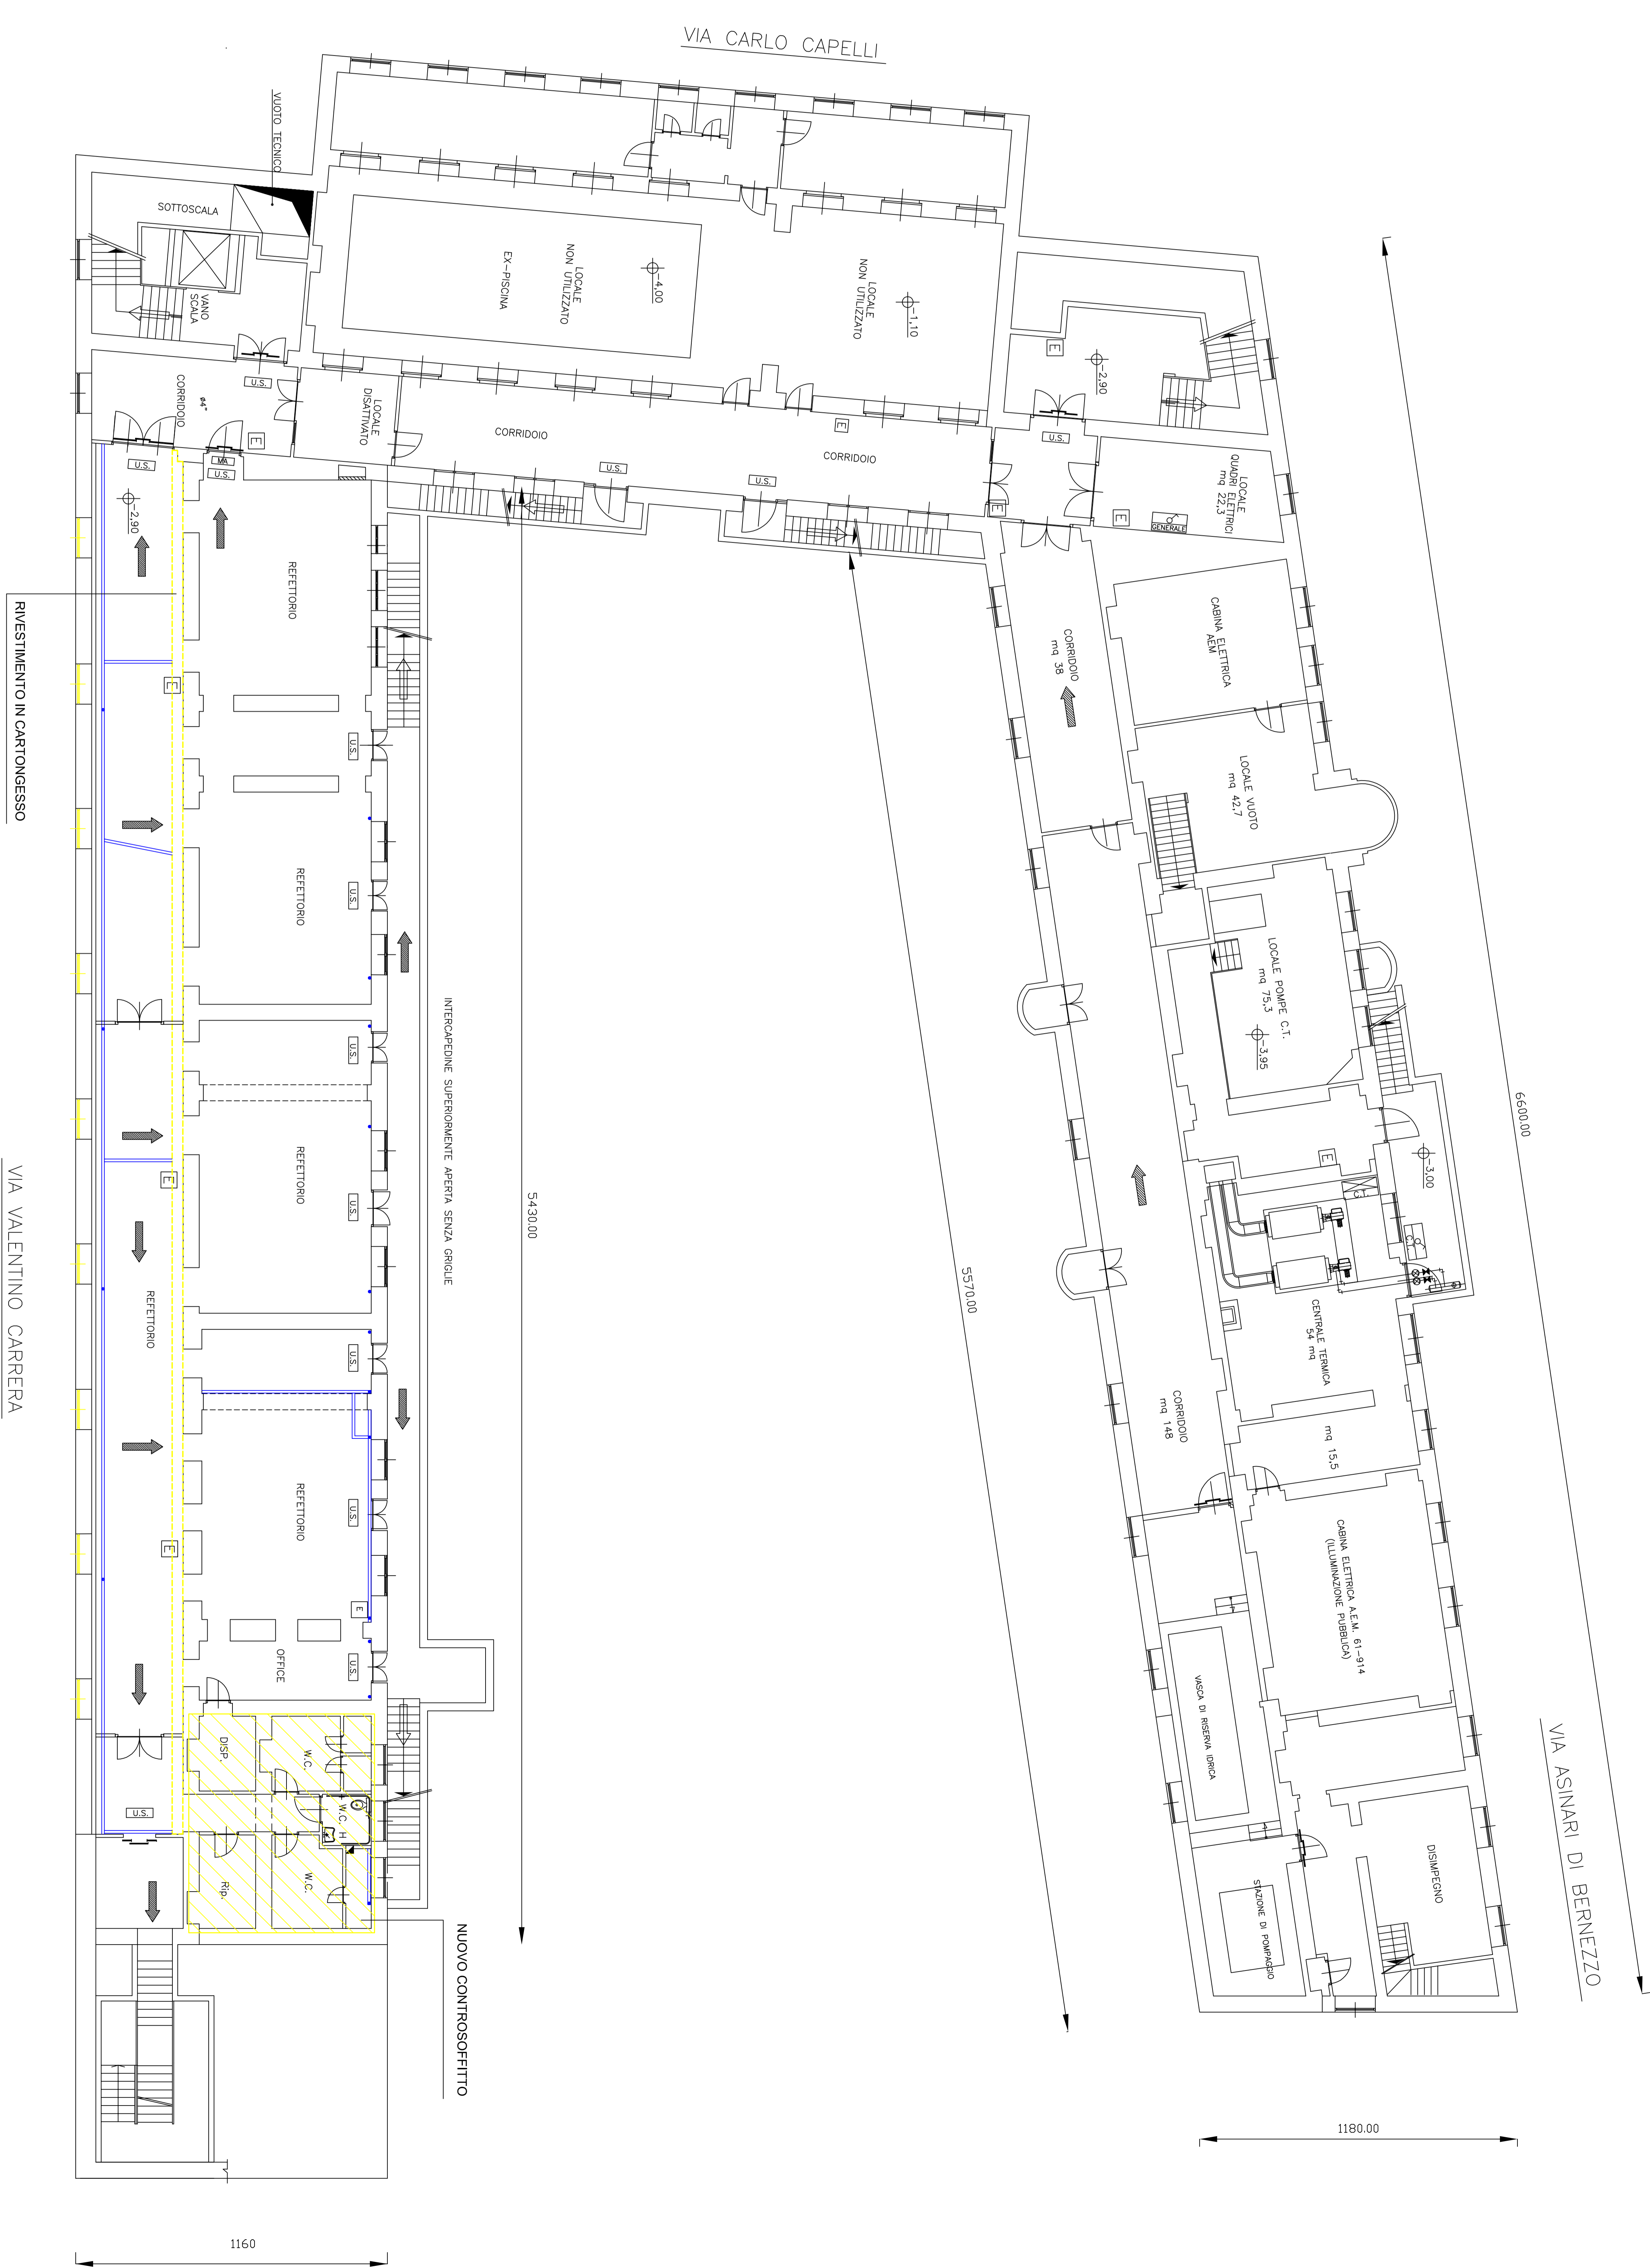 VIA CARLO CAPELLI
VUOTO TECNICO
SOTTOSCALA
VANO
SCALA
LOCALE
NON UTILIZZATO
EX-PISCINA
-4,00
LOCALE
NON UTILIZZATO
-1,10
E
-2,90
U.S.
CORRIDOIO
ø4"
U.S.
E
LOCALE
DISATTIVATO
CORRIDOIO
U.S.
E
CORRIDOIO
U.S.
E
E
LOCALE
QUADRI ELETTRICI
mq 22,3
GENERALE
U.S.
MA
U.S.
-2,90
REFETTORIO
E
U.S.
REFETTORIO
U.S.
U.S.
REFETTORIO
E
U.S.
REFETTORIO
U.S.
REFETTORIO
U.S.
E
E
OFFICE
U.S.
DISP.
W.C.
W.C. H
U.S.
Rip.
W.C.
INTERCAPEDINE SUPERIORMENTE APERTA SENZA GRIGLIE
5430.00
5570.00
6600.00
CORRIDOIO
mq 38
CABINA ELETTRICA
AEM
LOCALE VUOTO
mq 42,7
LOCALE POMPE C.T.
mq 75,3
-3,95
-3,00
E
C.T.
C.T.
CENTRALE TERMICA
54 mq
mq 15,5
CORRIDOIO
mq 148
CABINA ELETTRICA A.E.M. 61-914
(ILLUMINAZIONE PUBBLICA)
VASCA DI RISERVA IDRICA
DISIMPEGNO
STAZIONE DI POMPAGGIO
VIA ASINARI DI BERNEZZO
RIVESTIMENTO IN CARTONGESSO
VIA VALENTINO CARRERA
NUOVO CONTROSOFFITTO
1180.00
1160